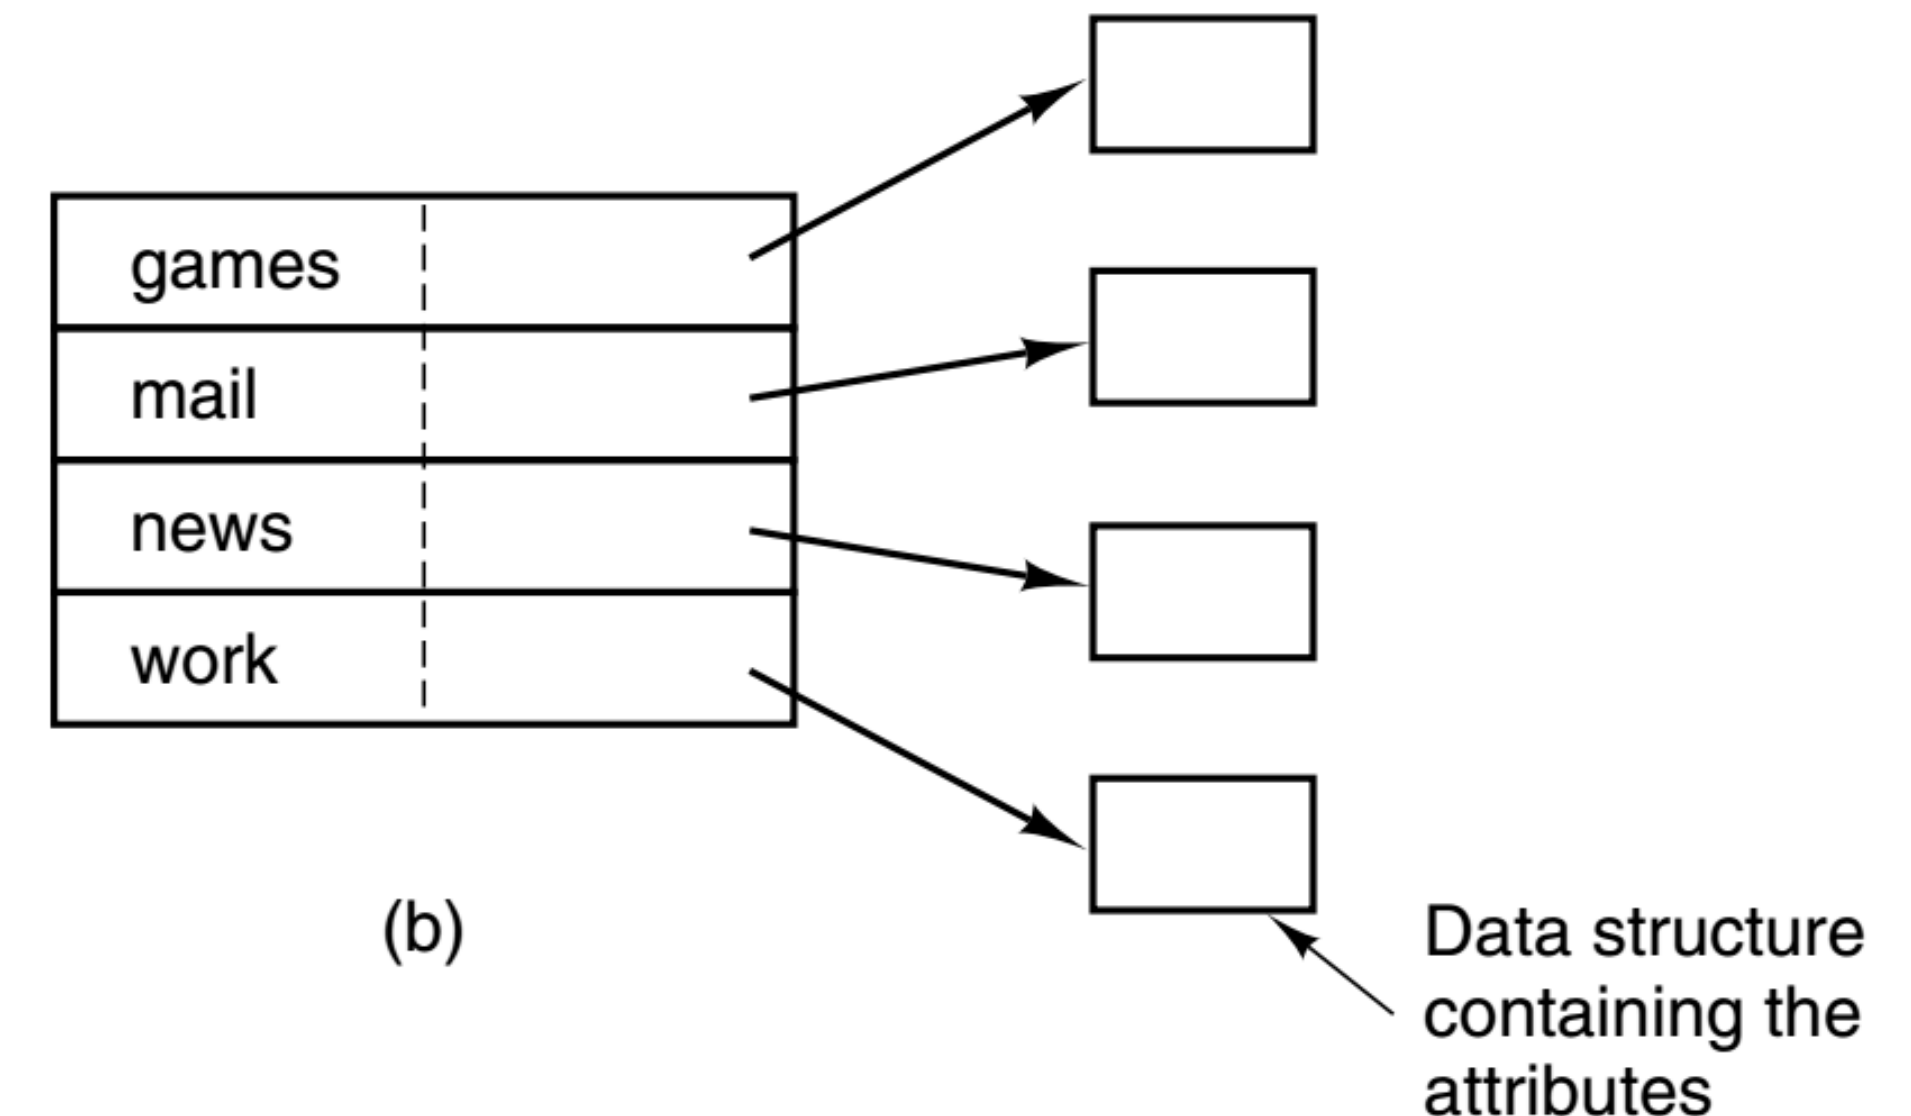 games
mail
news
work
(b)
Data structure
containing the
attributes